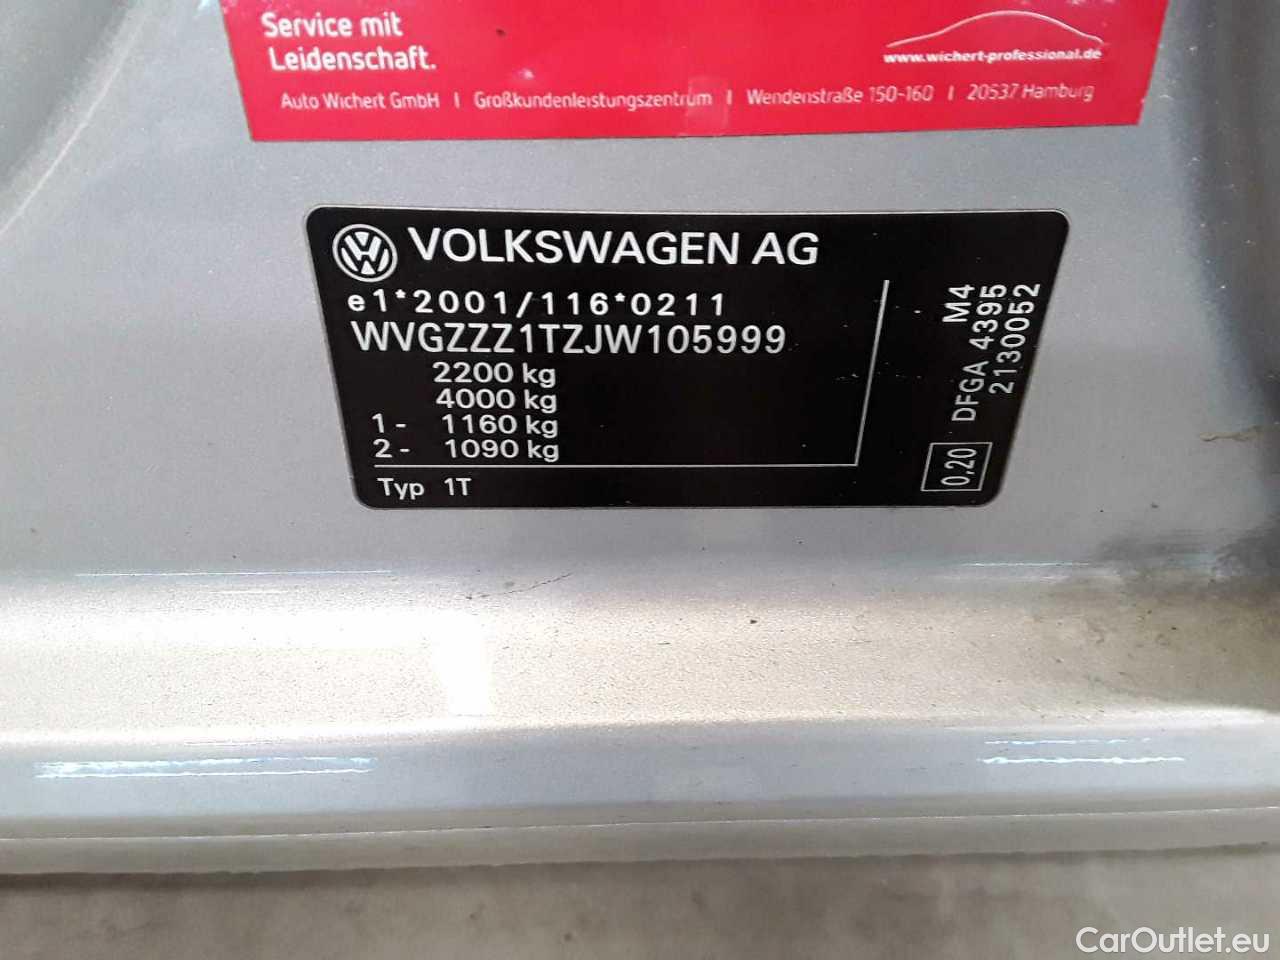 Service mit
Leidenschaft.
www.wichert-professional.de
Auto Wichert GmbH | Großkundenleistungszentrum | Wendenstraße 150-160 | 20537 Hamburg
VOLKSWAGEN AG
e1*2001/116*0211
WVGZZZ1TZJW105999
2200 kg
4000 kg
1- 1160 kg
2- 1090 kg
Typ 1T
M4
DFGA 4395
2130052
0,20
CarOutlet.eu